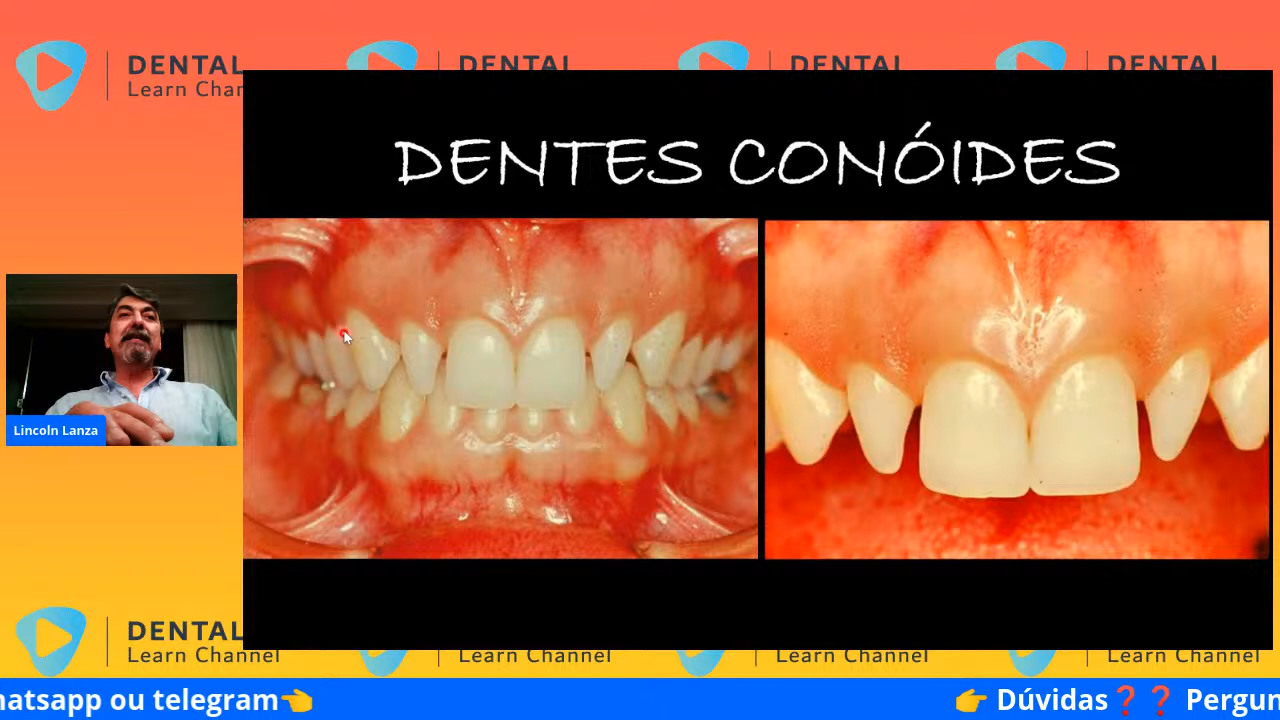 DENTAL
Learn Chan
DENTAL
DENTAL
DENTAL
DENTES CONÓIDES
Lincoln Lanza
DENTAL
Learn Channel
Learn Channel
Learn Channel
Learn Channel
hatsapp ou telegram👈
👉 Dúvidas❓❓ Pergun